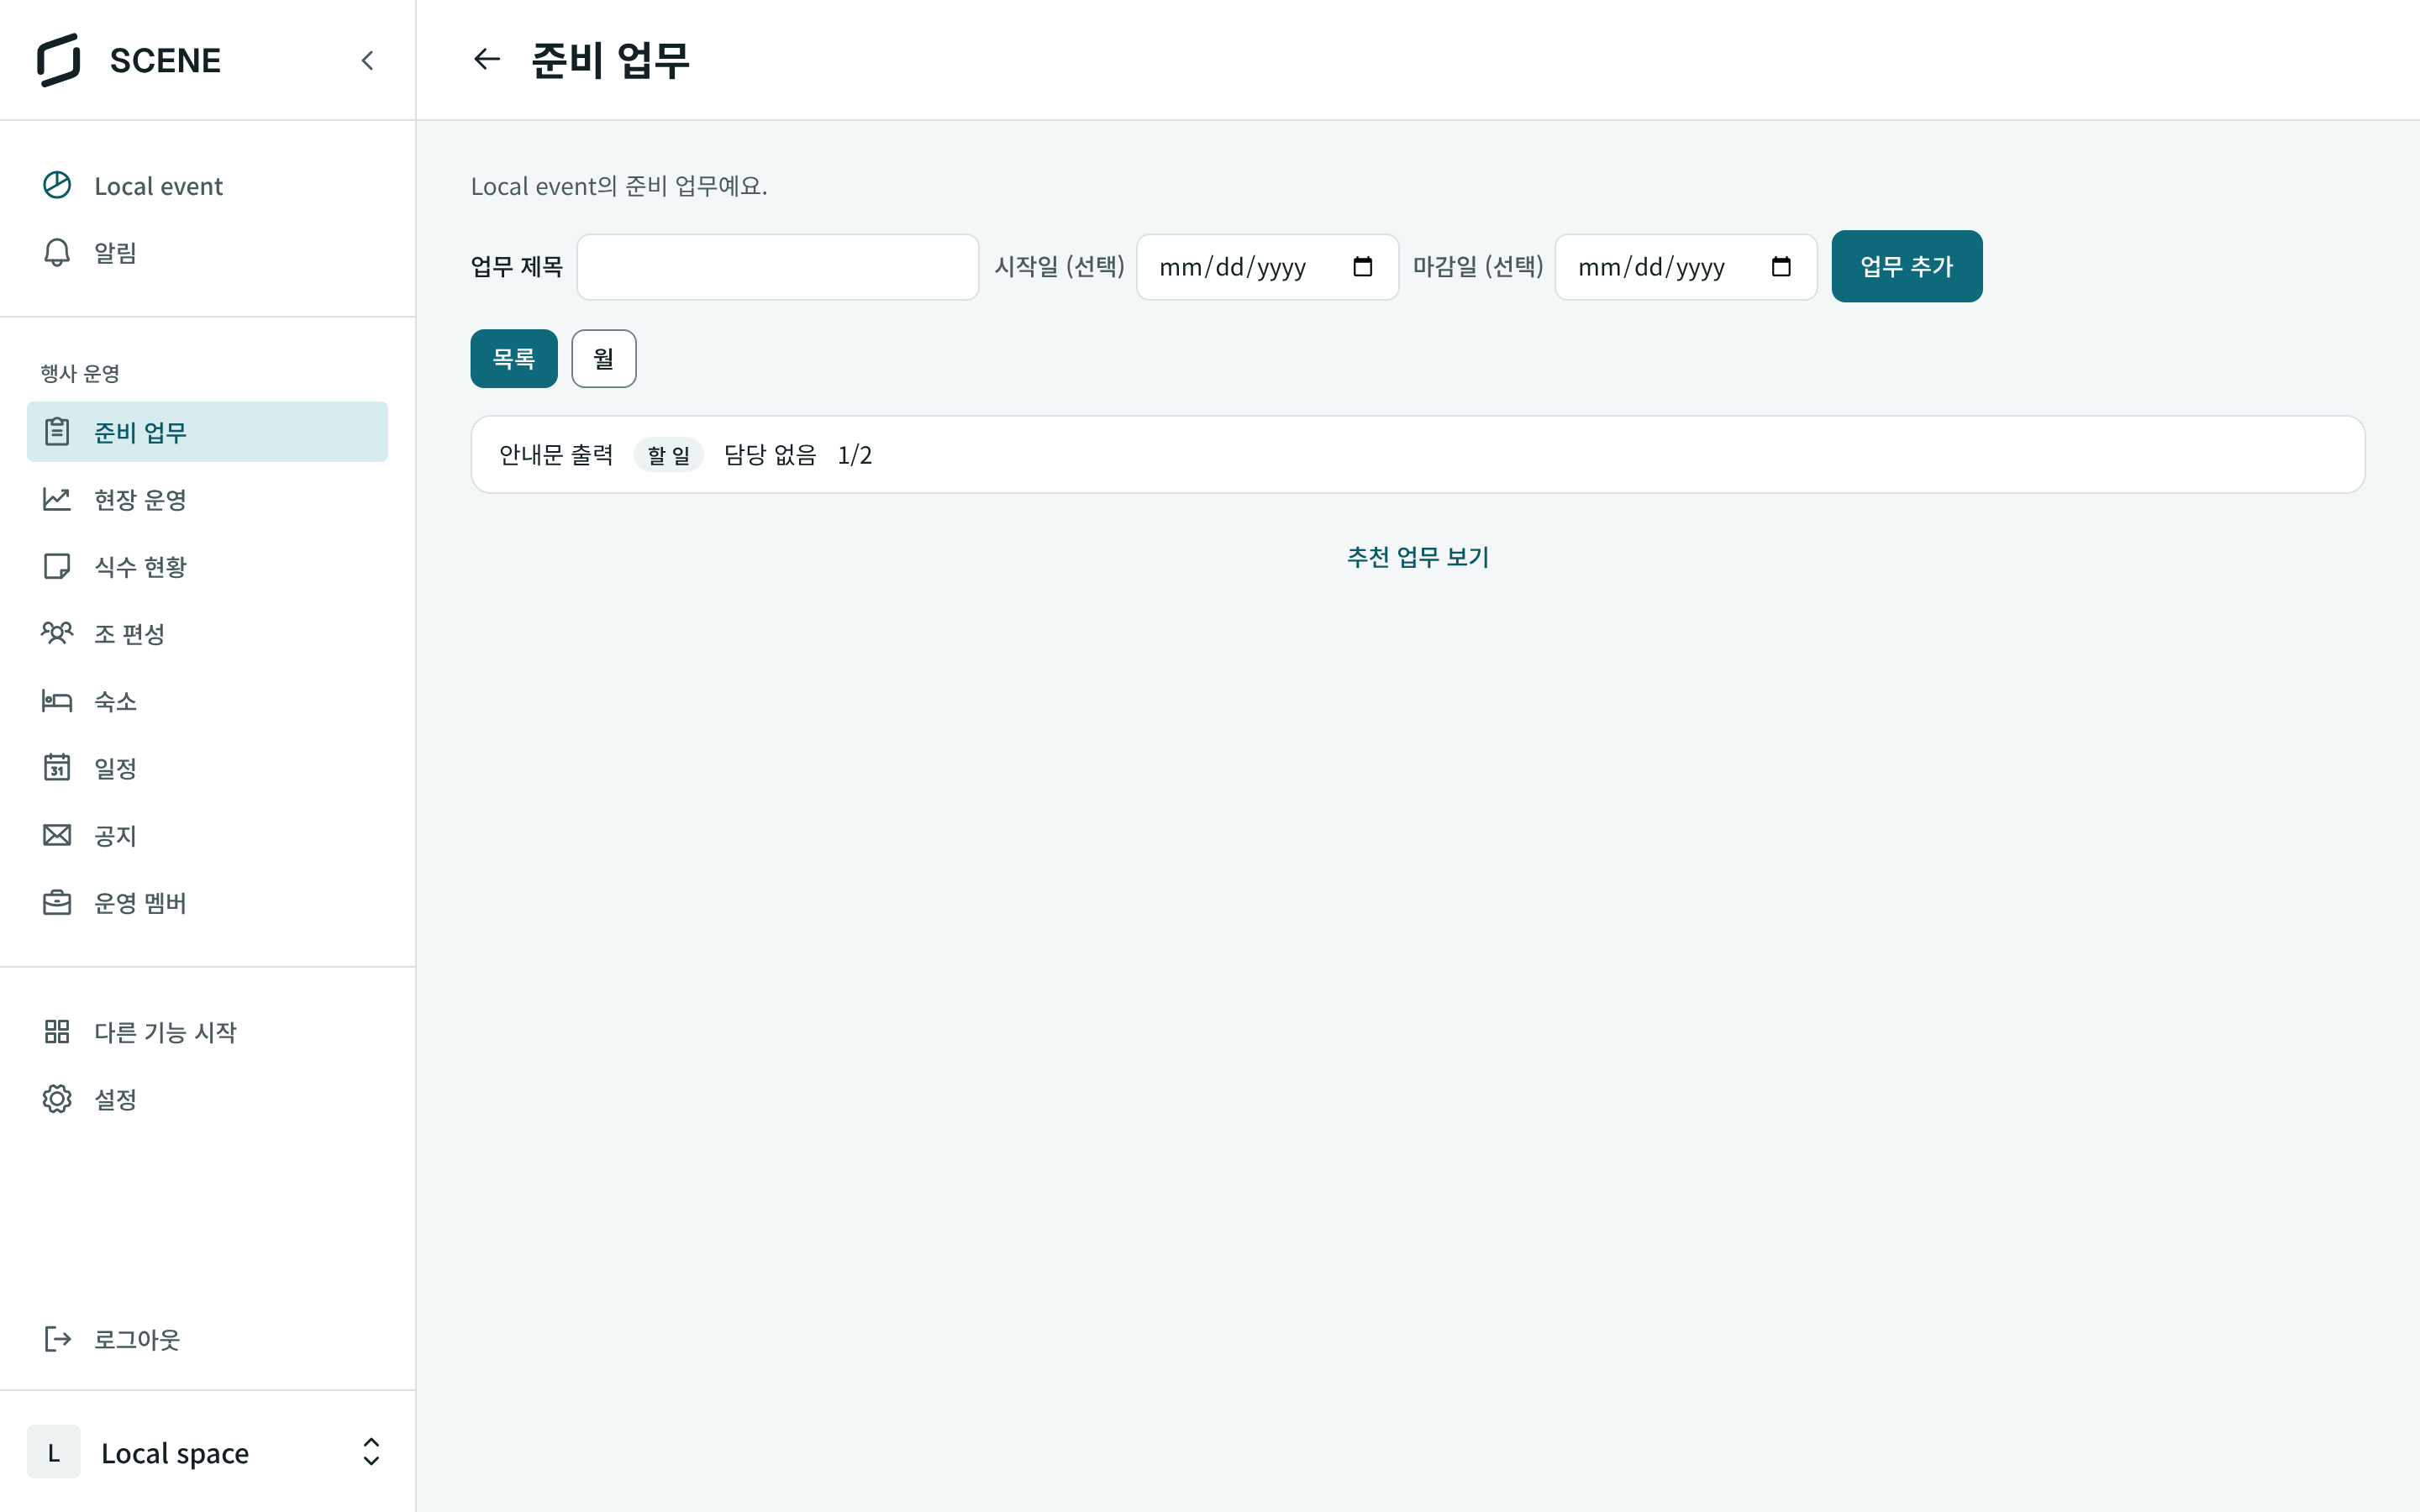 SCENE
준비 업무
Local event
알림
행사 운영
준비 업무
현장 운영
식수 현황
조 편성
숙소
31
일정
공지
운영 멤버
다른 기능 시작
설정
로그아웃
L
Local space
Local event의 준비 업무예요.
업무 제목 시작일 (선택) mm/dd/yyyy 마감일 (선택) mm/dd/yyyy 업무 추가
목록 월
안내문 출력 할 일 담당 없음 1/2
추천 업무 보기